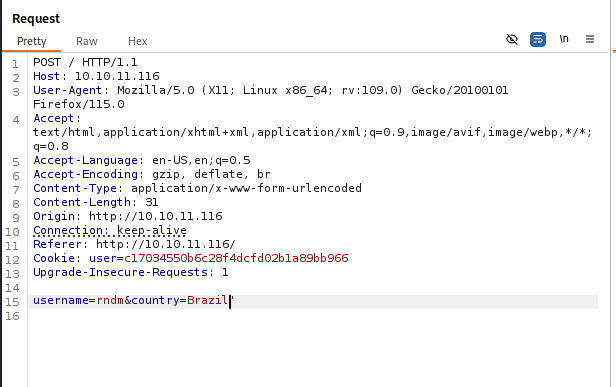 Request
Pretty Raw Hex \n
1 POST / HTTP/1.1
2 Host: 10.10.11.116
3 User-Agent: Mozilla/5.0 (X11; Linux x86_64; rv:109.0) Gecko/20100101
Firefox/115.0
4 Accept:
text/html,application/xhtml+xml,application/xml;q=0.9,image/avif,image/webp,*/*;
q=0.8
5 Accept-Language: en-US,en;q=0.5
6 Accept-Encoding: gzip, deflate, br
7 Content-Type: application/x-www-form-urlencoded
8 Content-Length: 31
9 Origin: http://10.10.11.116
10 Connection: keep-alive
11 Referer: http://10.10.11.116/
12 Cookie: user=c17034550b6c28f4dcfd02b1a89bb966
13 Upgrade-Insecure-Requests: 1
14
15 username=rndm&country=Brazil'
16